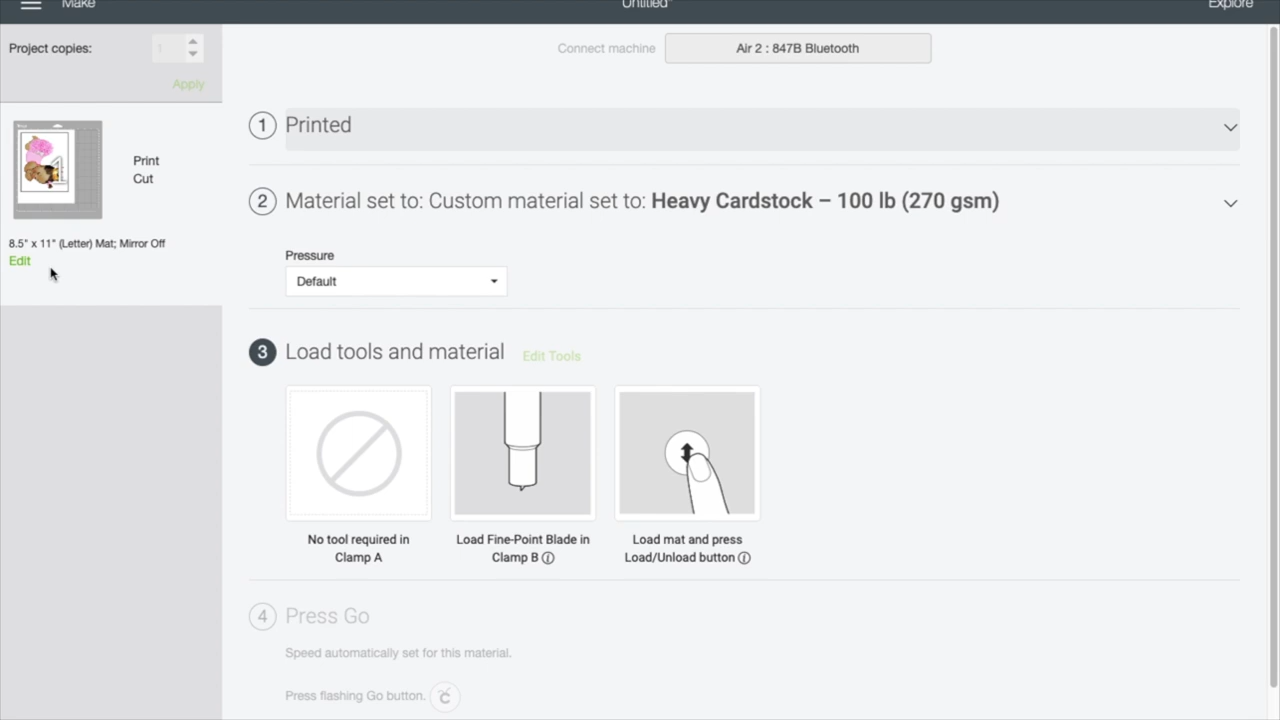 Make
Untitled*
Explore
Project copies:
1
Apply
Print
Cut
8.5" x 11" (Letter) Mat; Mirror Off
Edit
Connect machine
Air 2 : 847B Bluetooth
1 Printed
2 Material set to: Custom material set to: Heavy Cardstock – 100 lb (270 gsm)
Pressure
Default
3 Load tools and material
Edit Tools
No tool required in
Clamp A
Load Fine-Point Blade in
Clamp B
Load mat and press
Load/Unload button
4 Press Go
Speed automatically set for this material.
Press flashing Go button.